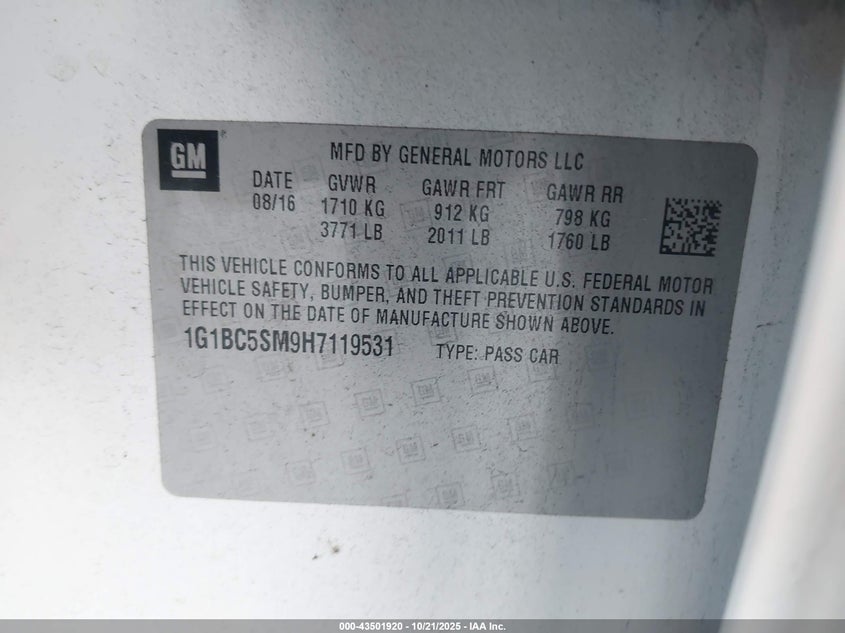 GM
MFD BY GENERAL MOTORS LLC
DATE GVWR GAWR FRT GAWR RR
08/16 1710 KG 912 KG 798 KG
3771 LB 2011 LB 1760 LB
THIS VEHICLE CONFORMS TO ALL APPLICABLE U.S. FEDERAL MOTOR
VEHICLE SAFETY, BUMPER, AND THEFT PREVENTION STANDARDS IN
EFFECT ON THE DATE OF MANUFACTURE SHOWN ABOVE.
1G1BC5SM9H7119531 TYPE: PASS CAR
000-43501920 - 10/21/2025 - IAA Inc.